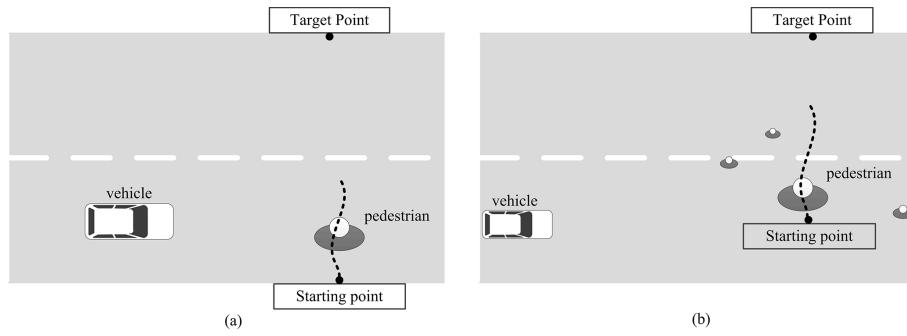 Target Point
vehicle
pedestrian
Starting point
(a)
Target Point
pedestrian
vehicle
Starting point
(b)